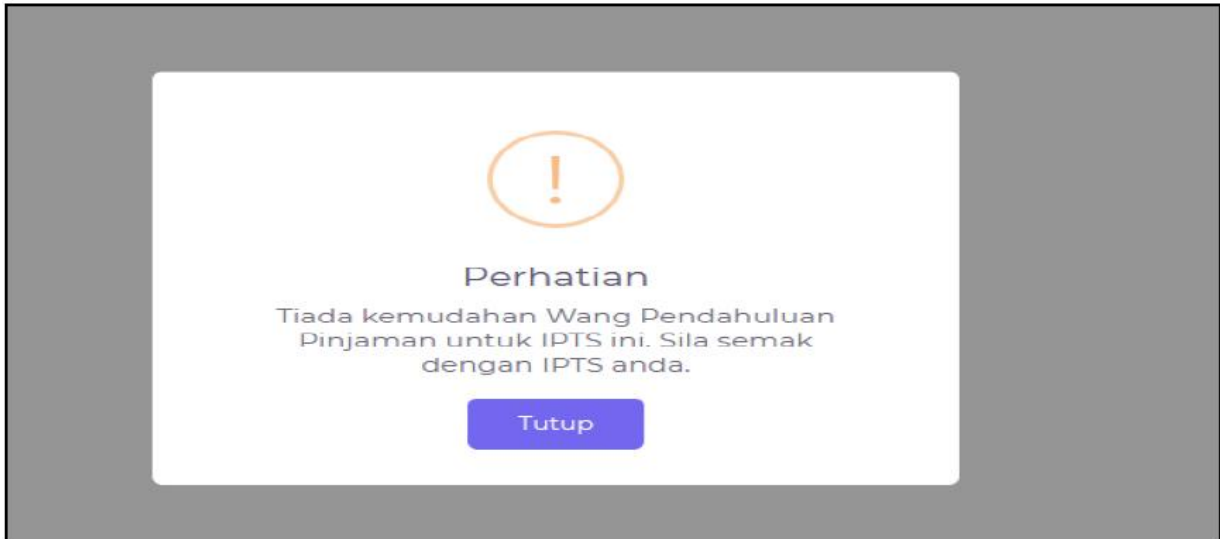 !
Perhatian
Tiada kemudahan Wang Pendahuluan
Pinjaman untuk IPTS ini. Sila semak
dengan IPTS anda.
Tutup